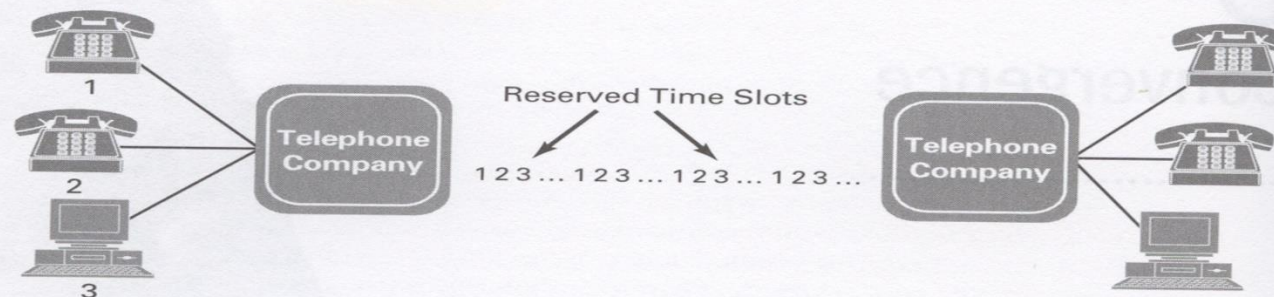 1
2
3
Telephone
Company
Reserved Time Slots
1 2 3 ... 1 2 3 ... 1 2 3 ... 1 2 3 ...
Telephone
Company